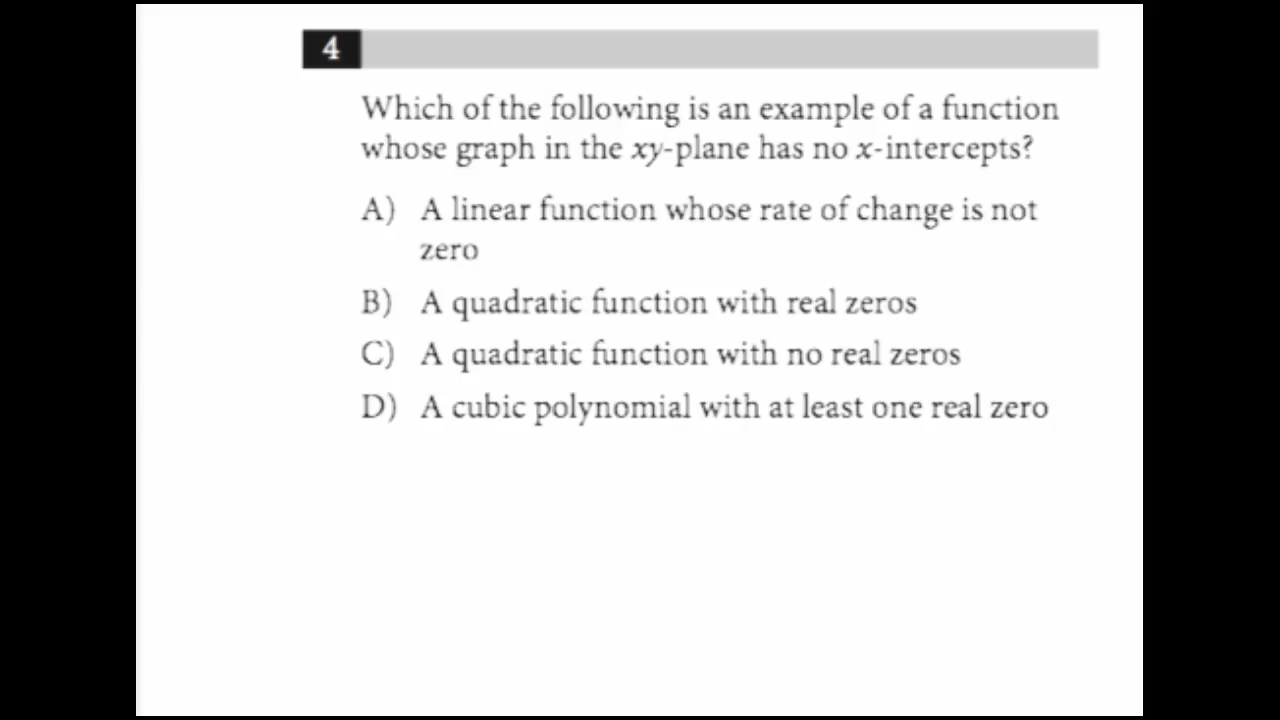 4
Which of the following is an example of a function
whose graph in the xy-plane has no x-intercepts?
A) A linear function whose rate of change is not
zero
B) A quadratic function with real zeros
C) A quadratic function with no real zeros
D) A cubic polynomial with at least one real zero